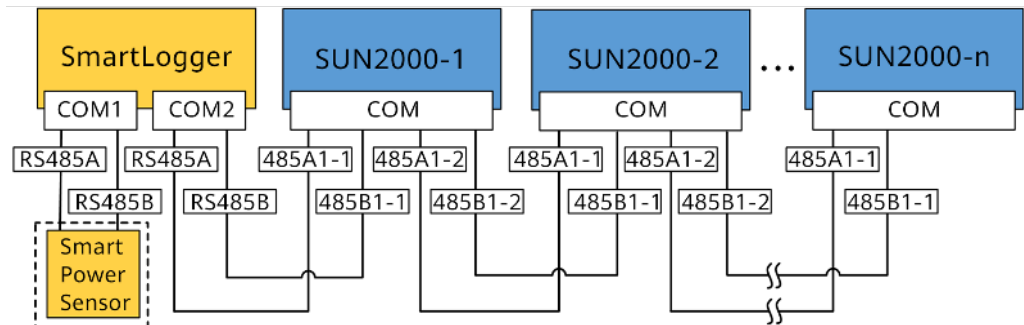 SmartLogger
SUN2000-1
SUN2000-2
...
SUN2000-n
COM1
COM2
COM
COM
COM
RS485A
RS485A
485A1-1
485A1-2
485A1-1
485A1-2
485A1-1
RS485B
RS485B
485B1-1
485B1-2
485B1-1
485B1-2
485B1-1
Smart
Power
Sensor